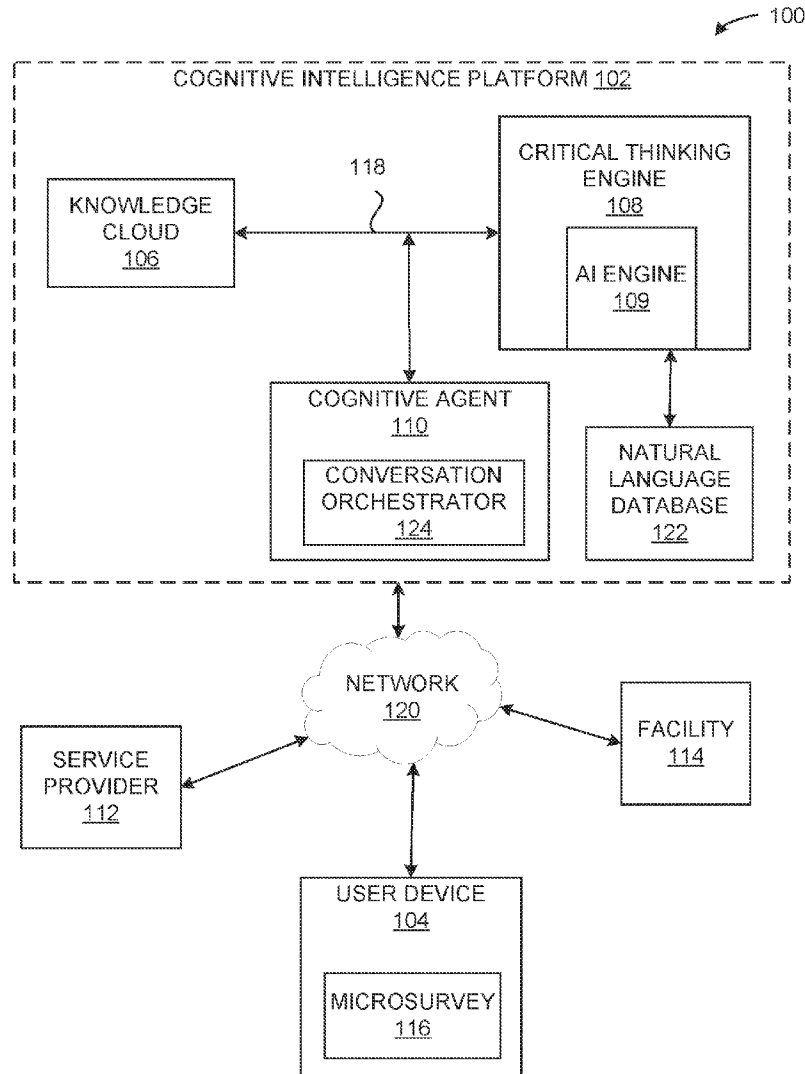 100
COGNITIVE INTELLIGENCE PLATFORM 102
118
KNOWLEDGE
CLOUD
106
CRITICAL THINKING
ENGINE
108
AI ENGINE
109
COGNITIVE AGENT
110
CONVERSATION
ORCHESTRATOR
124
NATURAL
LANGUAGE
DATABASE
122
NETWORK
120
SERVICE
PROVIDER
112
FACILITY
114
USER DEVICE
104
MICROSURVEY
116